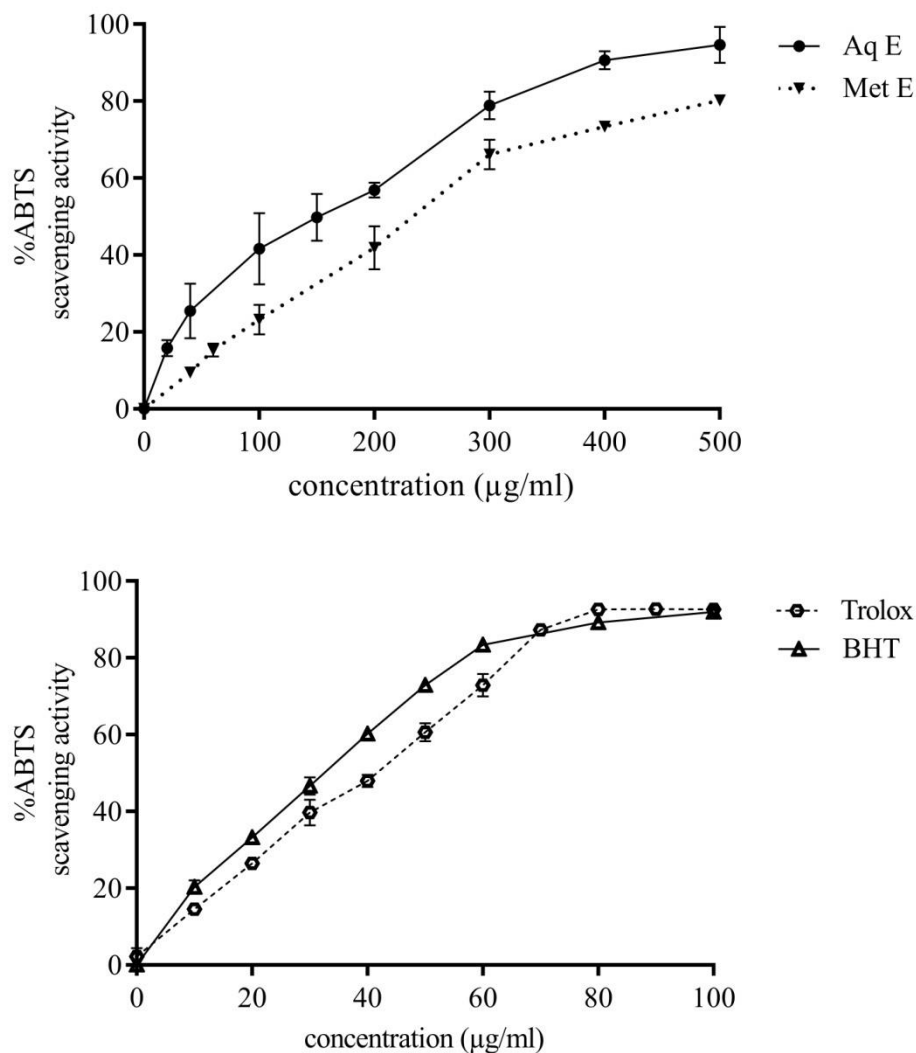 100
80
60
40
20
0
%ABTS
scavenging activity
0 100 200 300 400 500
concentration (µg/ml)
Aq E
Met E
100
80
60
40
20
0
%ABTS
scavenging activity
0 20 40 60 80 100
concentration (µg/ml)
Trolox
BHT